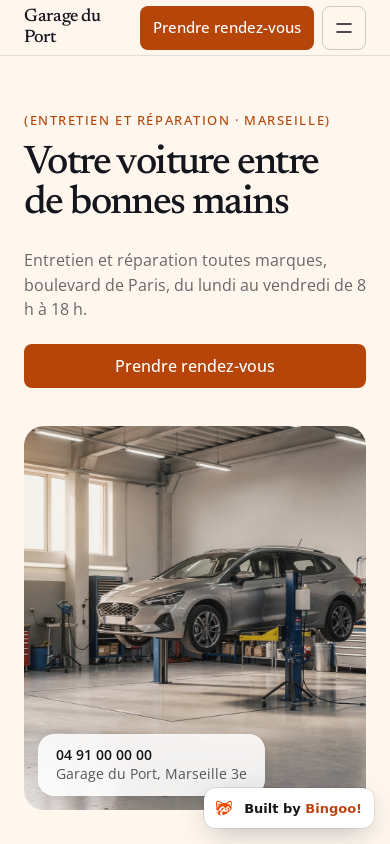 Garage du
Port
Prendre rendez-vous
(ENTRETIEN ET RÉPARATION · MARSEILLE)
Votre voiture entre
de bonnes mains
Entretien et réparation toutes marques,
boulevard de Paris, du lundi au vendredi de 8
h à 18 h.
Prendre rendez-vous
04 91 00 00 00
Garage du Port, Marseille 3e
Built by Bingoo!